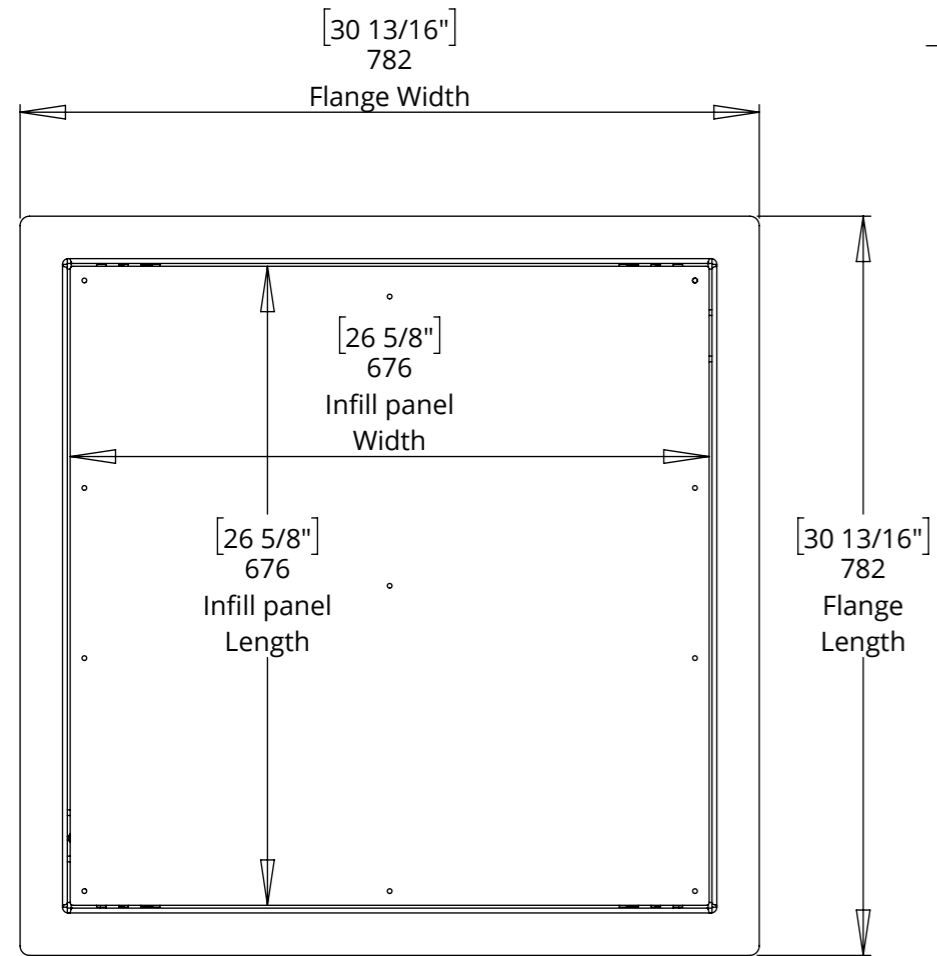 [30 13/16"]
782
Flange Width
[26 5/8"]
676
Infill panel
Width
[26 5/8"]
676
Infill panel
Length
[30 13/16"]
782
Flange
Length